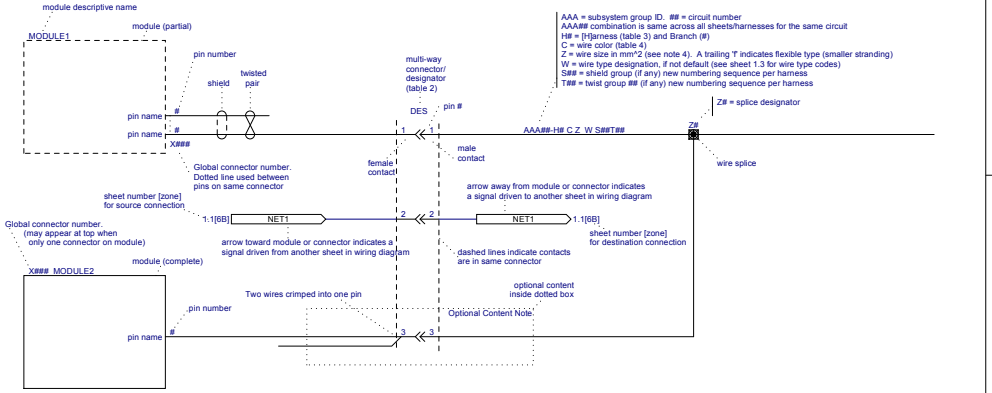 module descriptive name
module (partial)
MODULE1
pin number
shield
twisted
pair
pin name
#
pin name
#
X###
Global connector number.
Dotted line used between
pins on same connector
multi-way
connector/
designator
(table 2)
DES
pin #
1
1
female
contact
male
contact
AAA = subsystem group ID. ## = circuit number
AAA## combination is same across all sheets/harnesses for the same circuit
H# = [H]arness (table 3) and Branch (#)
C = wire color (table 4)
Z = wire size in mm^2 (see note 4). A trailing 'f' indicates flexible type (smaller stranding)
W = wire type designation, if not default (see sheet 1.3 for wire type codes)
S## = shield group (if any) new numbering sequence per harness
T## = twist group ## (if any) new numbering sequence per harness
Z# = splice designator
AAA##-H# C Z W S##T##
Z#
wire splice
sheet number [zone]
for source connection
1.1[6B]
NET1
arrow toward module or connector indicates a
signal driven from another sheet in wiring diagram
2
2
arrow away from module or connector indicates
a signal driven to another sheet in wiring diagram
NET1
1.1[6B]
sheet number [zone]
for destination connection
dashed lines indicate contacts
are in same connector
Global connector number.
(may appear at top when
only one connector on module)
module (complete)
X### MODULE2
pin number
pin name
#
Two wires crimped into one pin
optional content
inside dotted box
Optional Content Note
3
3